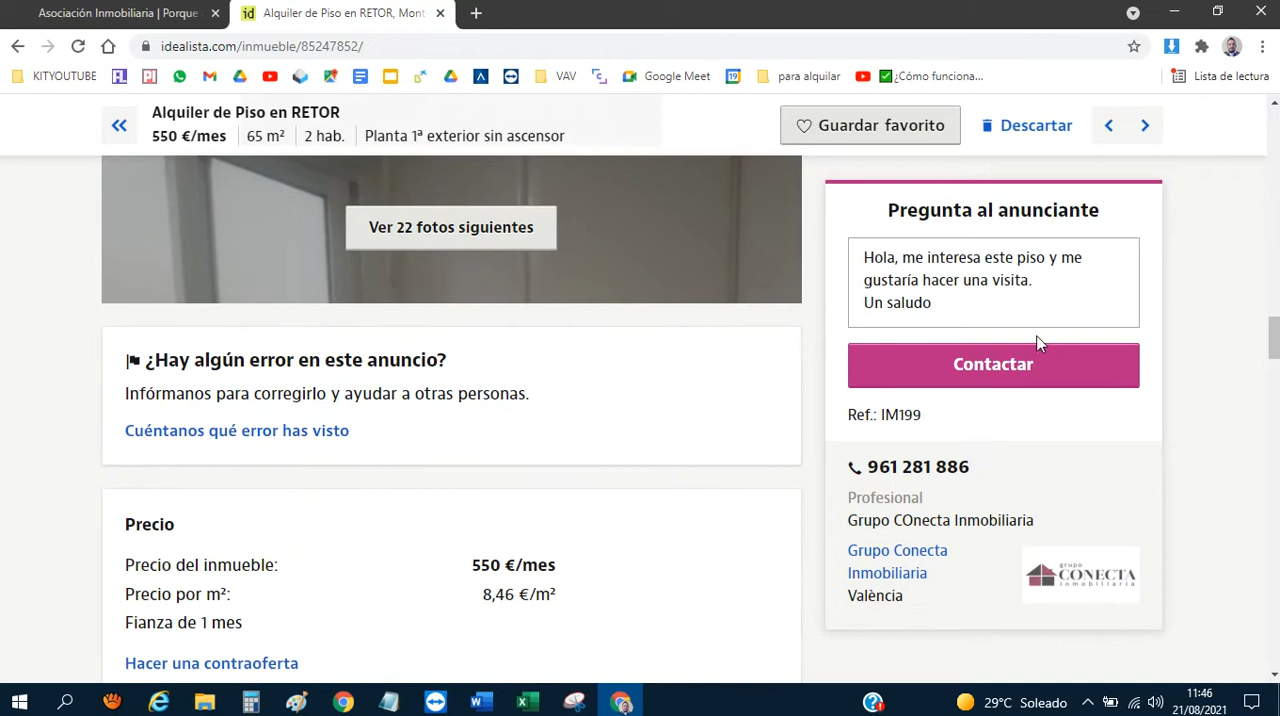 Asociación Inmobiliaria | Porque
Alquiler de Piso en RETOR, Mont
idealista.com/inmueble/85247852/
KITYOUTUBE
VAV
Google Meet
para alquilar
¿Cómo funciona...
Lista de lectura
Alquiler de Piso en RETOR
550 €/mes 65 m² 2 hab. Planta 1ª exterior sin ascensor
Guardar favorito
Descartar
Ver 22 fotos siguientes
¿Hay algún error en este anuncio?
Infórmanos para corregirlo y ayudar a otras personas.
Cuéntanos qué error has visto
Precio
Precio del inmueble: 550 €/mes
Precio por m²: 8,46 €/m²
Fianza de 1 mes
Hacer una contraoferta
Pregunta al anunciante
Hola, me interesa este piso y me
gustaría hacer una visita.
Un saludo
Contactar
Ref.: IM199
961 281 886
Profesional
Grupo COnecta Inmobiliaria
Grupo Conecta
Inmobiliaria
València
grupo
CONECTA
inmobiliaria
29°C Soleado
11:46
21/08/2021